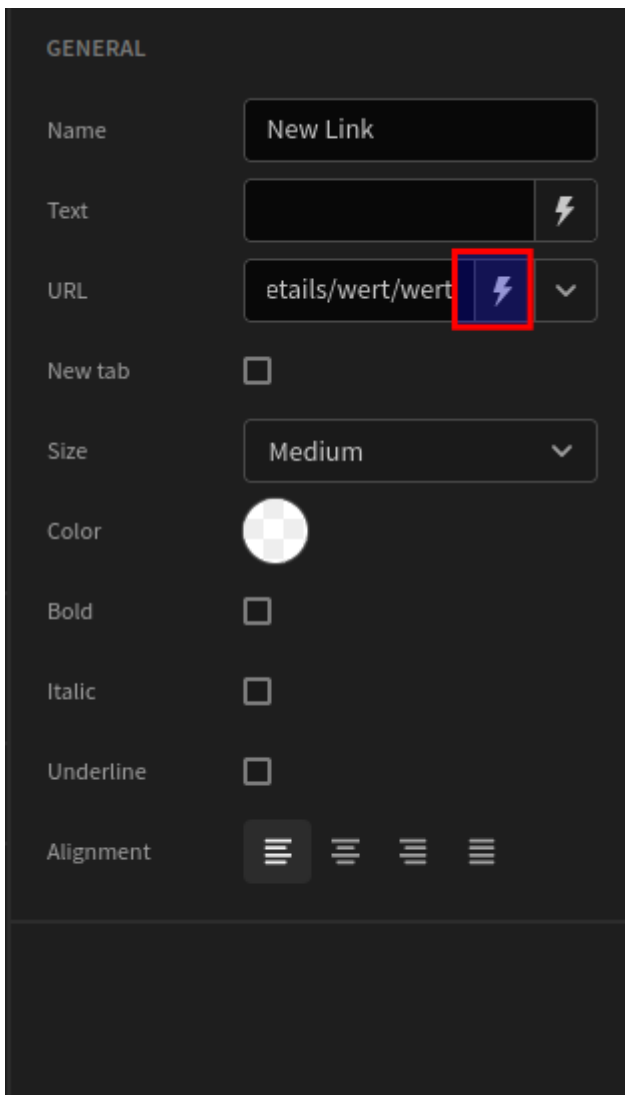 GENERAL
Name New Link
Text
URL etails/wert/wert
New tab
Size Medium
Color
Bold
Italic
Underline
Alignment